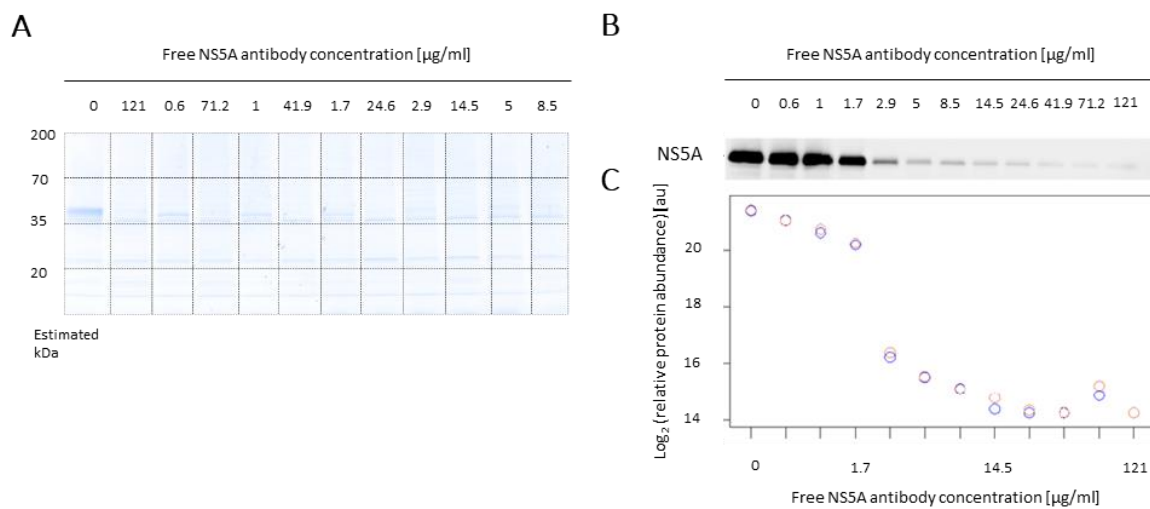 A
Free NS5A antibody concentration [µg/ml]
0 121 0.6 71.2 1 41.9 1.7 24.6 2.9 14.5 5 8.5
200
70
35
20
Estimated
kDa
B
Free NS5A antibody concentration [µg/ml]
0 0.6 1 1.7 2.9 5 8.5 14.5 24.6 41.9 71.2 121
NS5A
C
Log2 (relative protein abundance) [au]
20
18
16
14
0 1.7 14.5 121
Free NS5A antibody concentration [µg/ml]